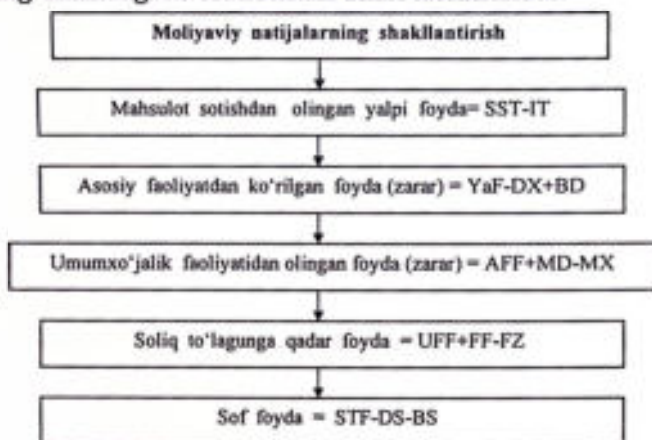 Moliyaviy natijalarning shakllantirish
Mahsulot sotishdan olingan yalpi foyda= SST-IT
Asosiy faoliyatdan ko‘rilgan foyda (zarar) = YaF-DX+BD
Umumxo‘jalik faoliyatidan olingan foyda (zarar) = AFF+MD-MX
Soliq to‘lagunga qadar foyda = UFF+FF-FZ
Sof foyda = STF-DS-BS